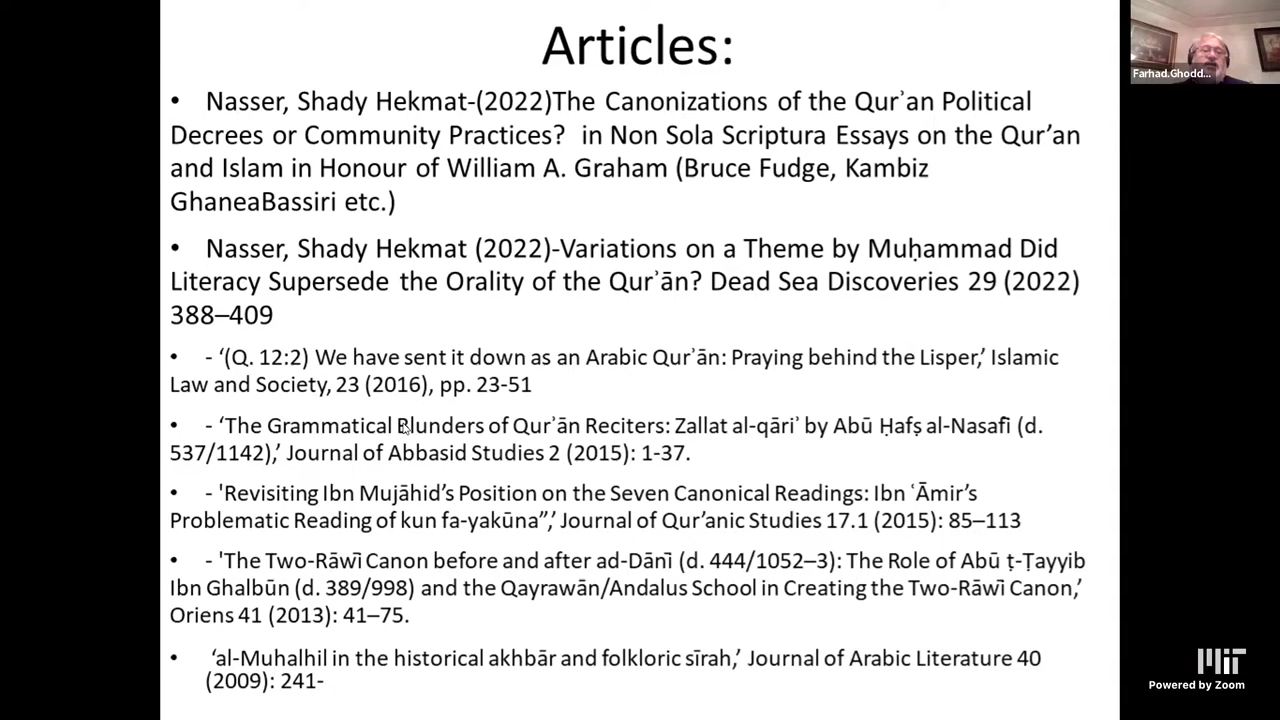 Articles:
• Nasser, Shady Hekmat-(2022)The Canonizations of the Qurʾan Political
Decrees or Community Practices? in Non Sola Scriptura Essays on the Qur’an
and Islam in Honour of William A. Graham (Bruce Fudge, Kambiz
GhaneaBassiri etc.)
• Nasser, Shady Hekmat (2022)-Variations on a Theme by Muḥammad Did
Literacy Supersede the Orality of the Qurʾān? Dead Sea Discoveries 29 (2022)
388–409
• - ‘(Q. 12:2) We have sent it down as an Arabic Qurʾān: Praying behind the Lisper,’ Islamic
Law and Society, 23 (2016), pp. 23-51
• - ‘The Grammatical Blunders of Qurʾān Reciters: Zallat al-qāriʾ by Abū Ḥafṣ al-Nasafī (d.
537/1142),’ Journal of Abbasid Studies 2 (2015): 1-37.
• - 'Revisiting Ibn Mujāhid’s Position on the Seven Canonical Readings: Ibn ʿĀmir’s
Problematic Reading of kun fa-yakūna”,’ Journal of Qur’anic Studies 17.1 (2015): 85–113
• - 'The Two-Rāwī Canon before and after ad-Dānī (d. 444/1052–3): The Role of Abū ṭ-Ṭayyib
Ibn Ghalbūn (d. 389/998) and the Qayrawān/Andalus School in Creating the Two-Rāwī Canon,’
Oriens 41 (2013): 41–75.
• ‘al-Muhalhil in the historical akhbār and folkloric sīrah,’ Journal of Arabic Literature 40
(2009): 241-
Farhad.Ghodd...
MIT
Powered by Zoom